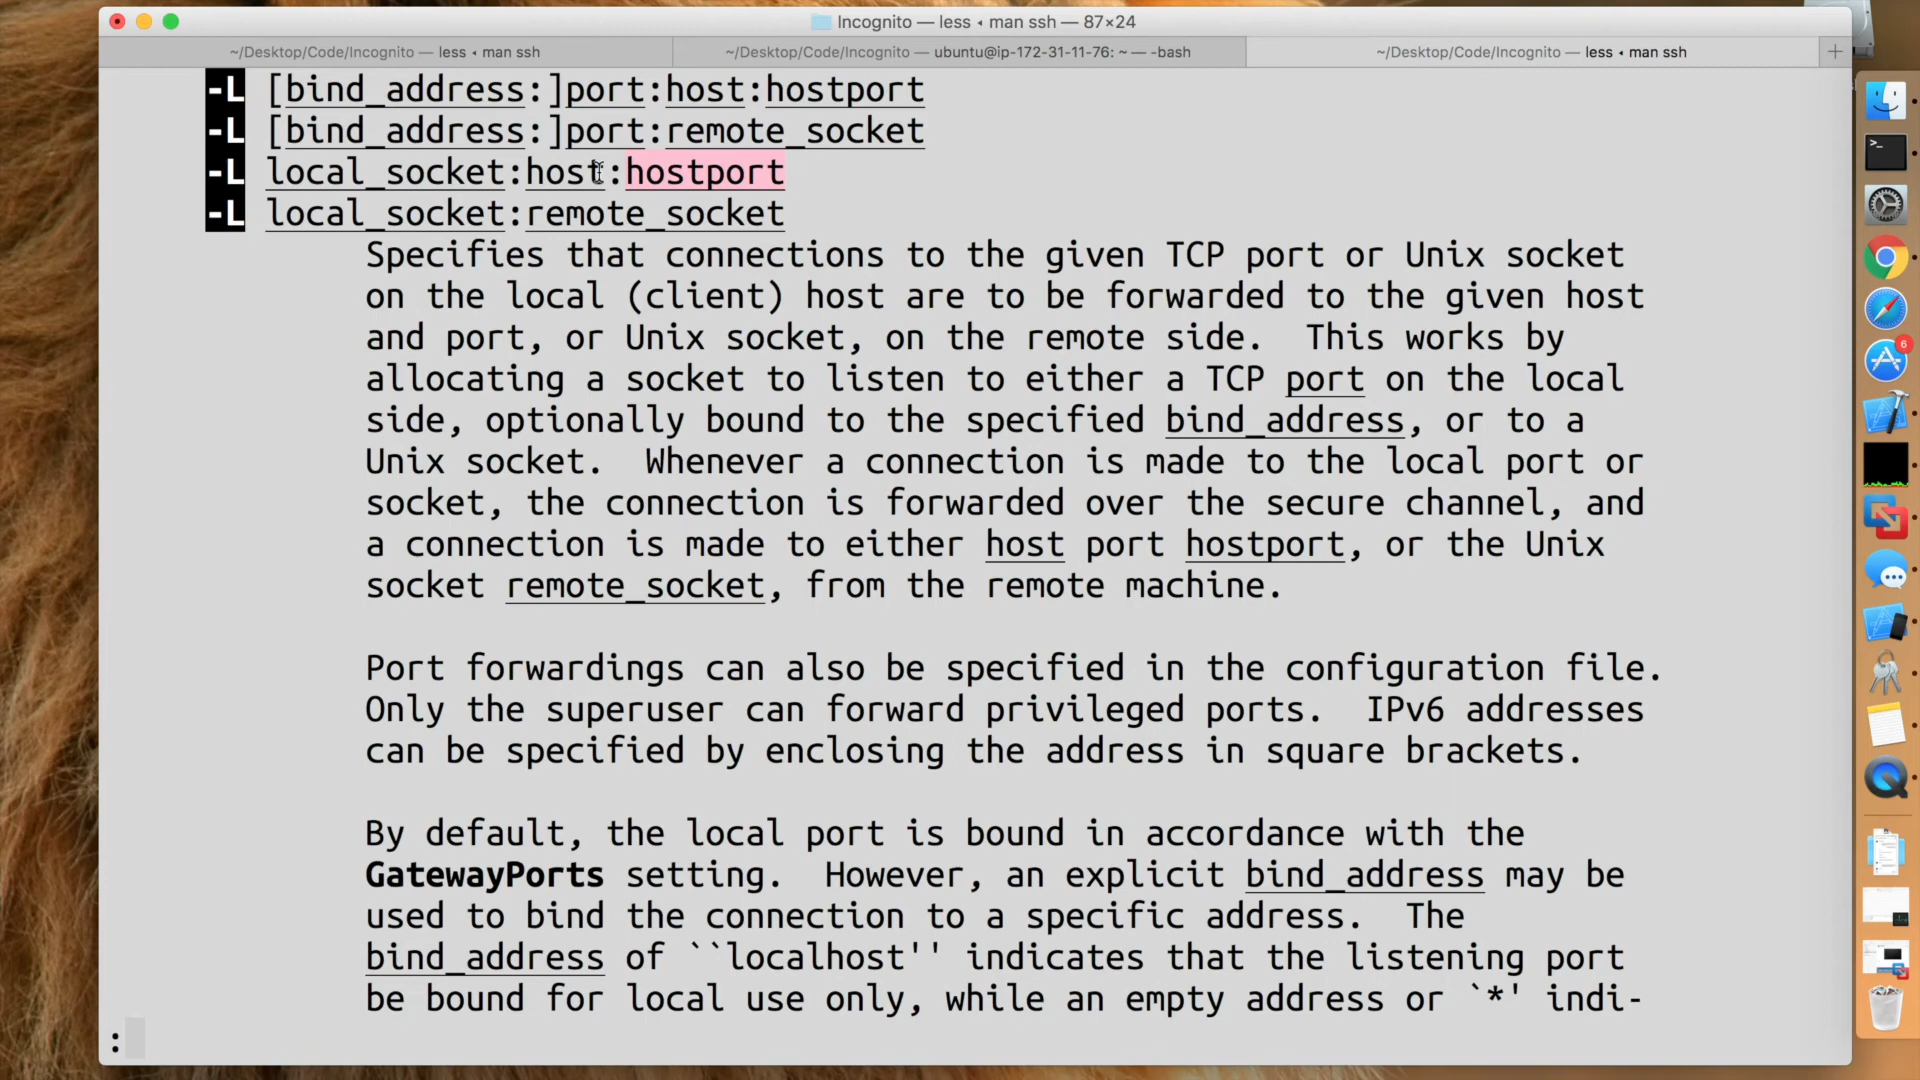 Incognito — less ◂ man ssh — 87×24
~/Desktop/Code/Incognito — less ◂ man ssh
~/Desktop/Code/Incognito — ubuntu@ip-172-31-11-76: ~ — -bash
~/Desktop/Code/Incognito — less ◂ man ssh
-L [bind_address:]port:host:hostport
-L [bind_address:]port:remote_socket
-L local_socket:host:hostport
-L local_socket:remote_socket
Specifies that connections to the given TCP port or Unix socket
on the local (client) host are to be forwarded to the given host
and port, or Unix socket, on the remote side.  This works by
allocating a socket to listen to either a TCP port on the local
side, optionally bound to the specified bind_address, or to a
Unix socket.  Whenever a connection is made to the local port or
socket, the connection is forwarded over the secure channel, and
a connection is made to either host port hostport, or the Unix
socket remote_socket, from the remote machine.
Port forwardings can also be specified in the configuration file.
Only the superuser can forward privileged ports.  IPv6 addresses
can be specified by enclosing the address in square brackets.
By default, the local port is bound in accordance with the
GatewayPorts setting.  However, an explicit bind_address may be
used to bind the connection to a specific address.  The
bind_address of ``localhost'' indicates that the listening port
be bound for local use only, while an empty address or `*' indi-
:
>_
6